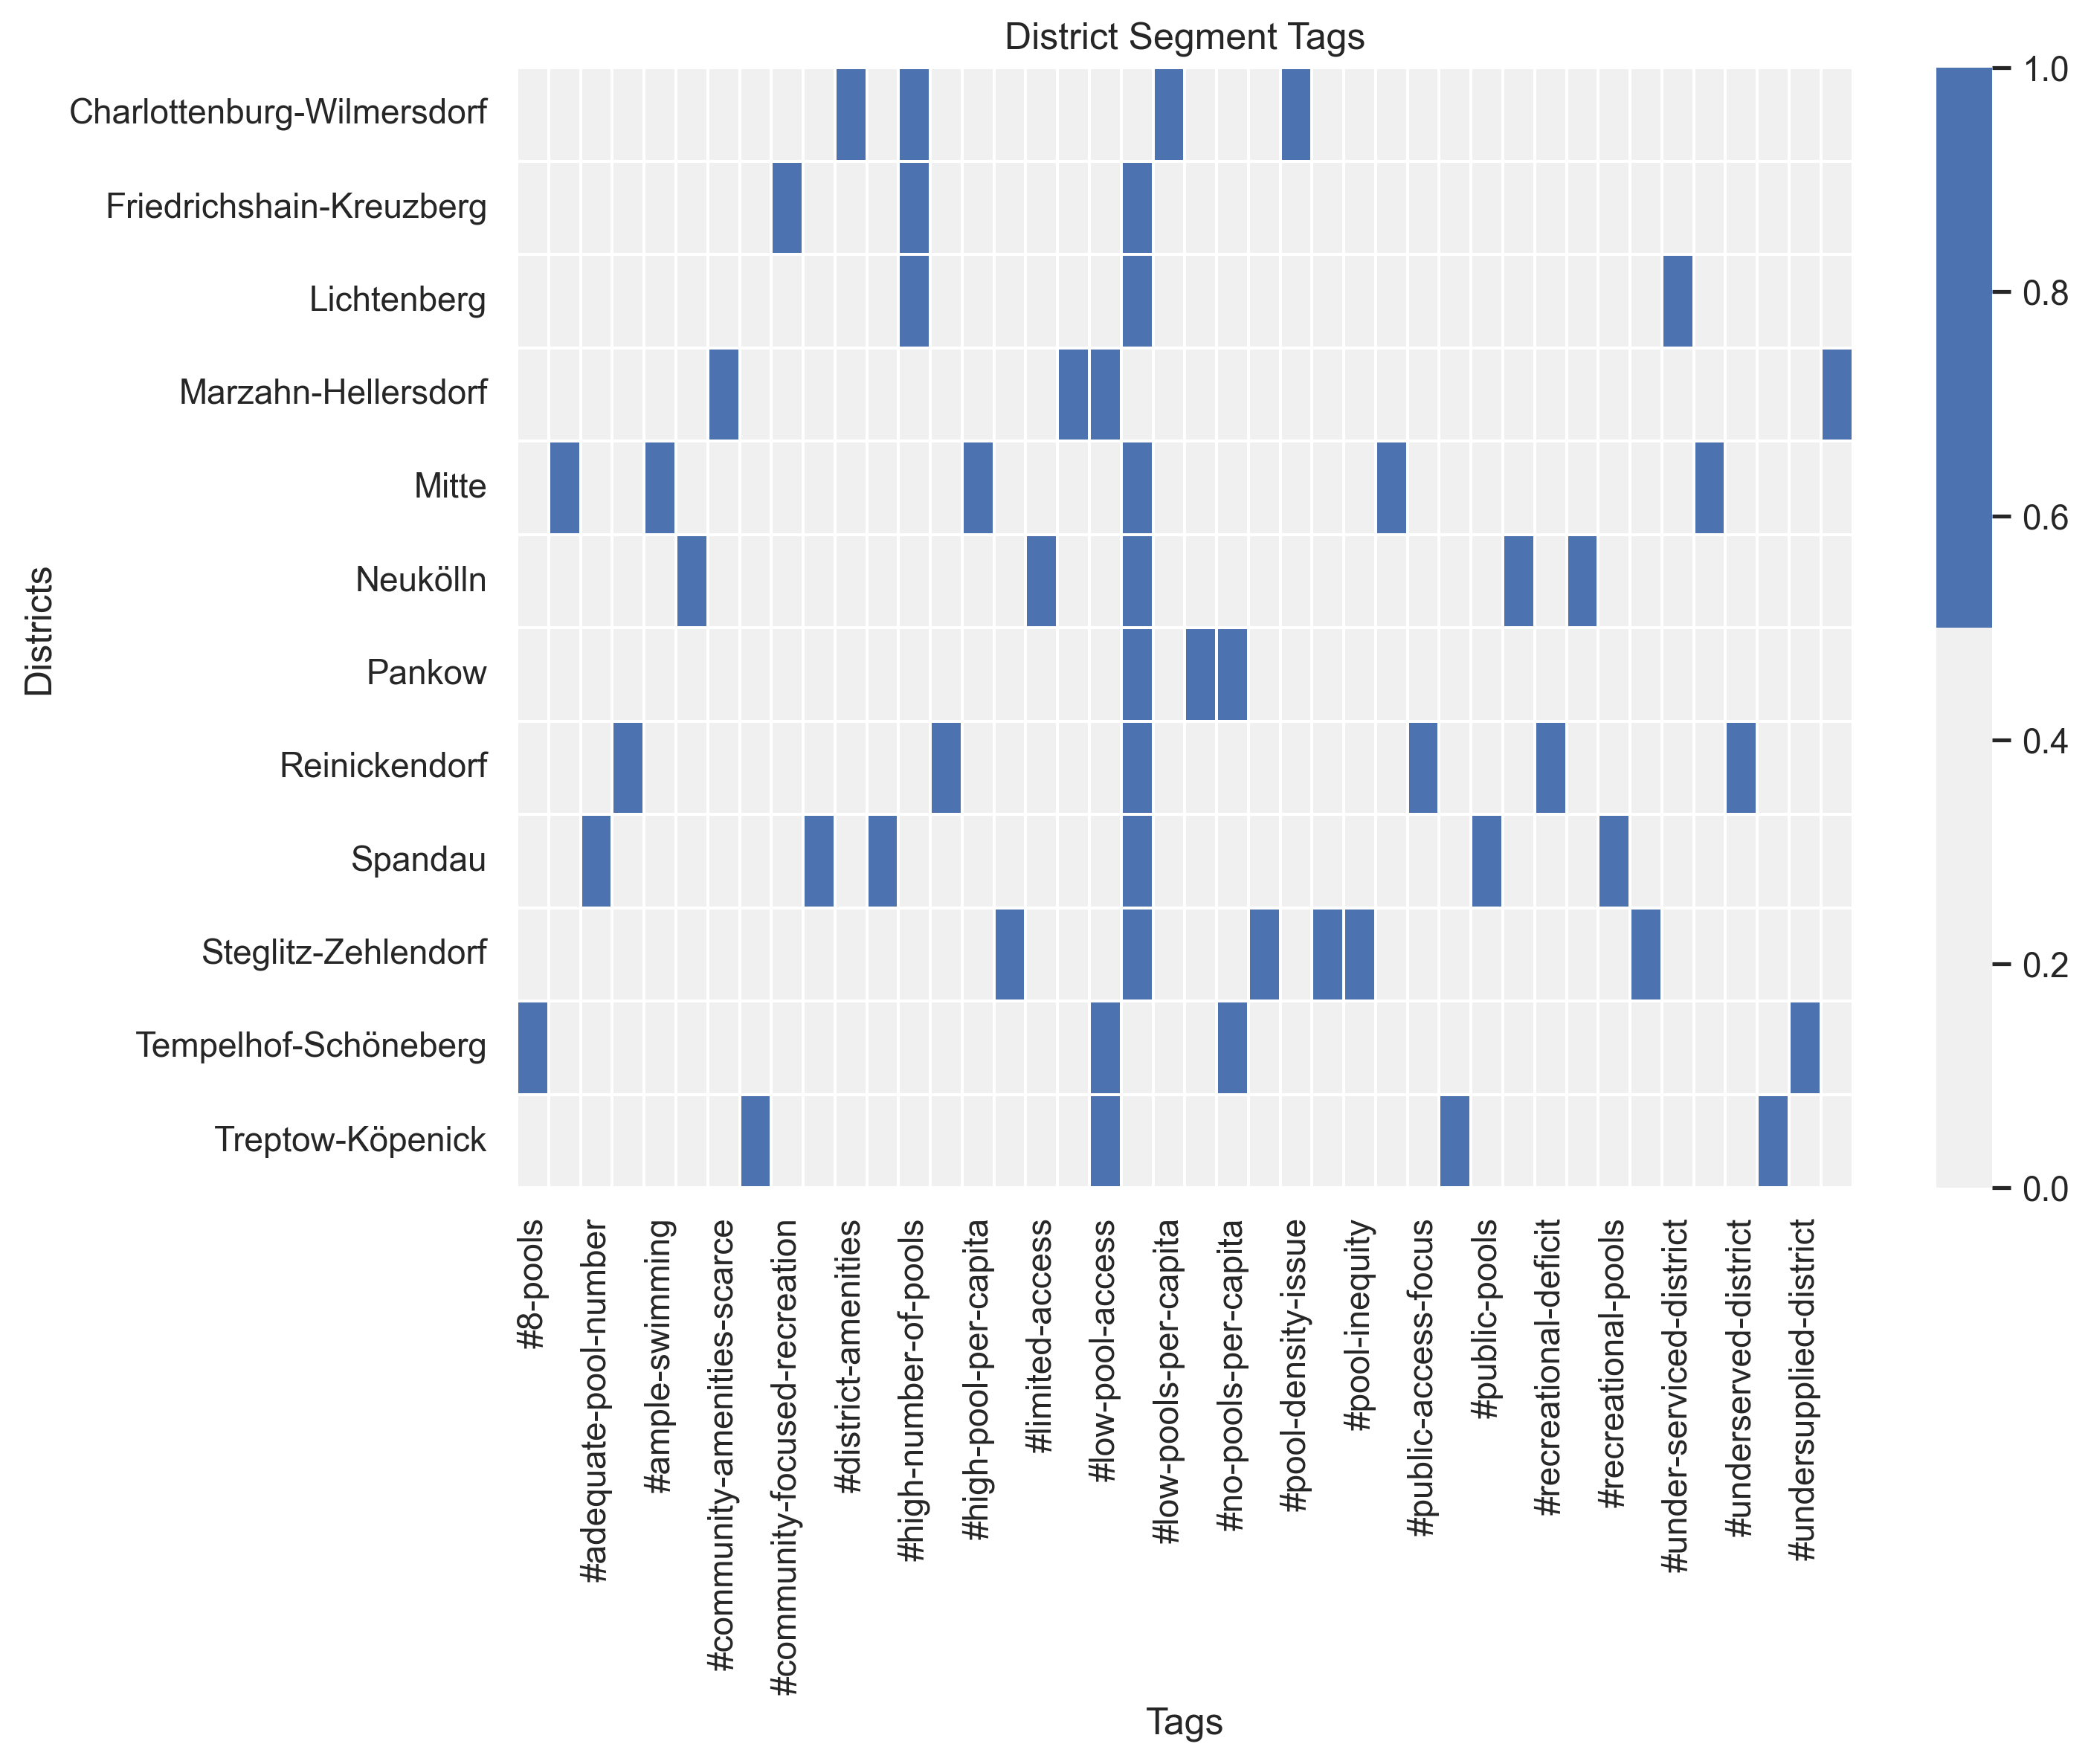 District Segment Tags
Charlottenburg-Wilmersdorf
Friedrichshain-Kreuzberg
Lichtenberg
Marzahn-Hellersdorf
Mitte
Neukölln
Pankow
Reinickendorf
Spandau
Steglitz-Zehlendorf
Tempelhof-Schöneberg
Treptow-Köpenick
Districts
#8-pools
#adequate-pool-number
#ample-swimming
#community-amenities-scarce
#community-focused-recreation
#district-amenities
#high-number-of-pools
#high-pool-per-capita
#limited-access
#low-pool-access
#low-pools-per-capita
#no-pools-per-capita
#pool-density-issue
#pool-inequity
#public-access-focus
#public-pools
#recreational-deficit
#recreational-pools
#under-serviced-district
#underserved-district
#undersupplied-district
Tags
1.0
0.8
0.6
0.4
0.2
0.0